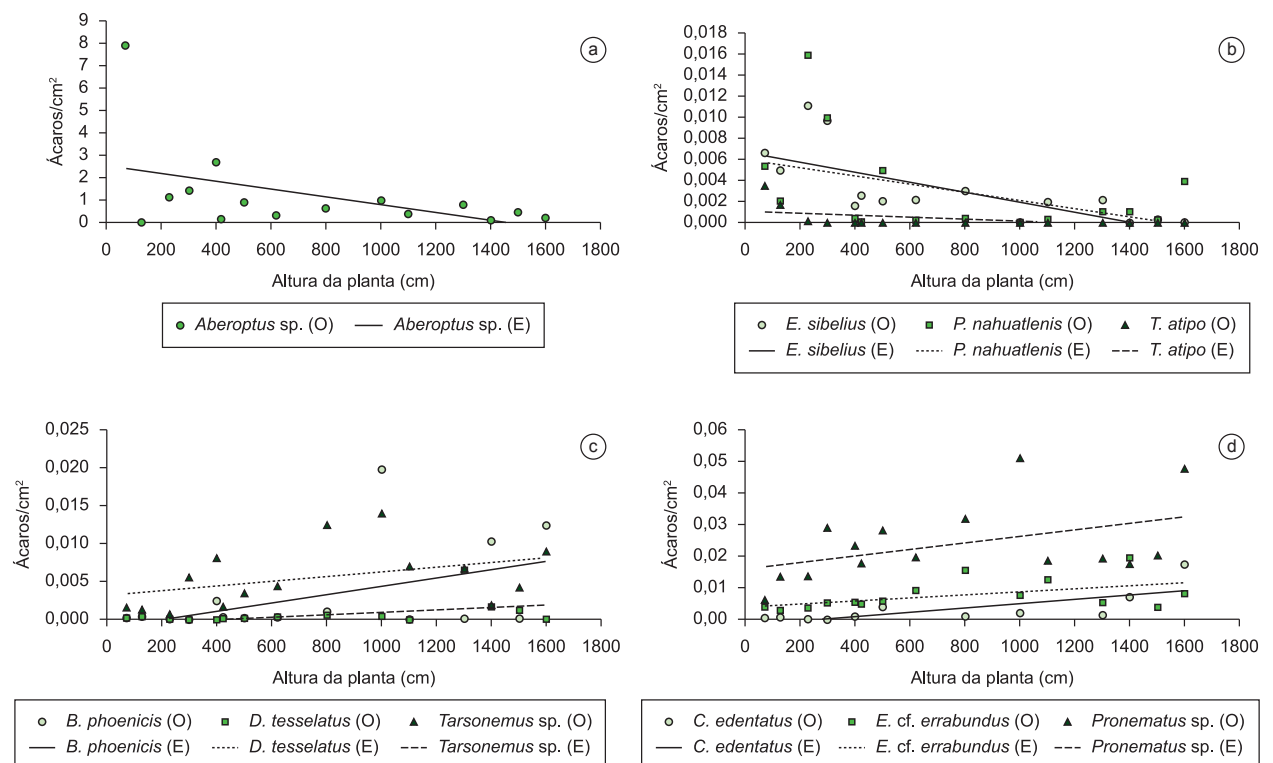 9
8
7
6
5
4
3
2
1
0
Ácaros/cm²
0 200 400 600 800 1000 1200 1400 1600 1800
Altura da planta (cm)
a
Aberoptus sp. (O) Aberoptus sp. (E)
0,018
0,016
0,014
0,012
0,010
0,008
0,006
0,004
0,002
0,000
Ácaros/cm²
0 200 400 600 800 1000 1200 1400 1600 1800
Altura da planta (cm)
b
E. sibelius (O) P. nahuatlenis (O) T. atipo (O)
E. sibelius (E) P. nahuatlenis (E) T. atipo (E)
0,025
0,020
0,015
0,010
0,005
0,000
Ácaros/cm²
0 200 400 600 800 1000 1200 1400 1600 1800
Altura da planta (cm)
c
B. phoenicis (O) D. tesselatus (O) Tarsonemus sp. (O)
B. phoenicis (E) D. tesselatus (E) Tarsonemus sp. (E)
0,06
0,05
0,04
0,03
0,02
0,01
0,00
Ácaros/cm²
0 200 400 600 800 1000 1200 1400 1600 1800
Altura da planta (cm)
d
C. edentatus (O) E. cf. errabundus (O) Pronematus sp. (O)
C. edentatus (E) E. cf. errabundus (E) Pronematus sp. (E)